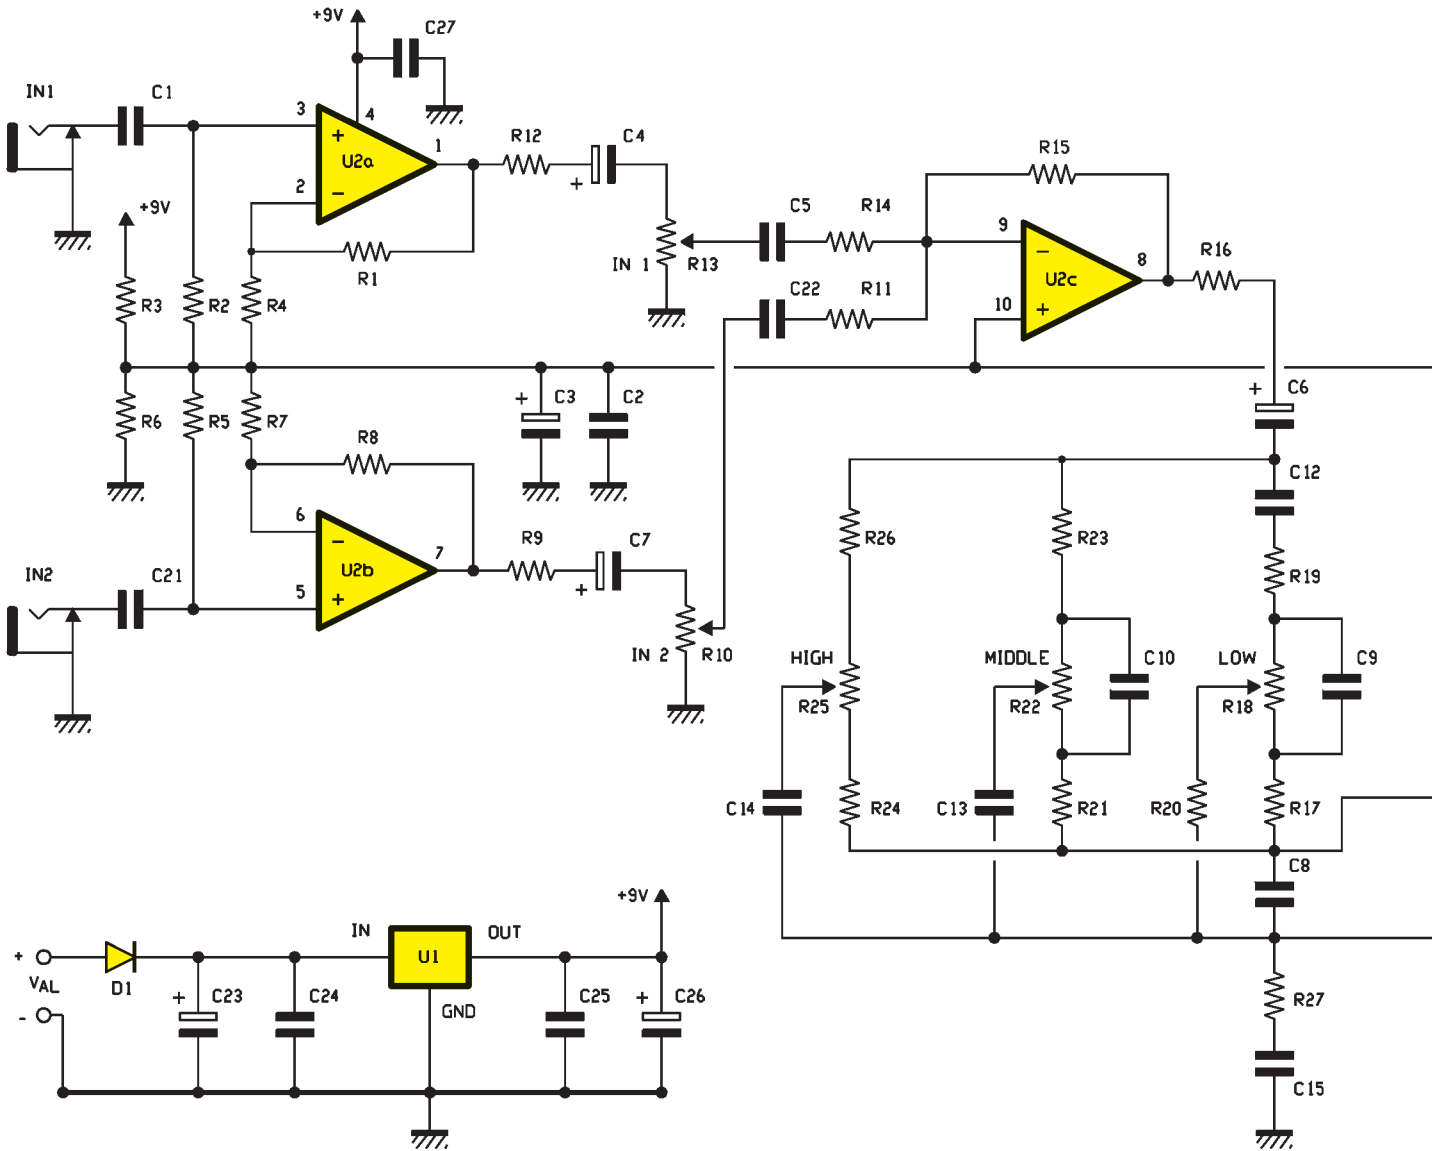 +9V
C27
IN1
C1
3
4
+
U2a
1
2
-
R12
C4
+
R15
+9V
R1
IN 1
R13
C5
R14
9
-
U2c
8
R16
C22
R11
10
+
R3
R2
R4
R6
R5
R7
R8
+
C3
C2
+
C6
C12
6
-
U2b
7
5
+
R9
C7
+
IN2
C21
IN 2
R10
R26
R23
R19
HIGH
R25
MIDDLE
R22
C10
LOW
R18
C9
C14
R24
C13
R21
R20
R17
C8
+9V
IN
U1
OUT
GND
+
VAL
-
D1
+
C23
C24
C25
+
C26
R27
C15